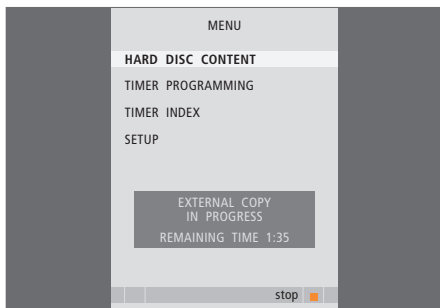 MENU
HARD DISC CONTENT
TIMER PROGRAMMING
TIMER INDEX
SETUP
EXTERNAL COPY
IN PROGRESS
REMAINING TIME 1:35
stop